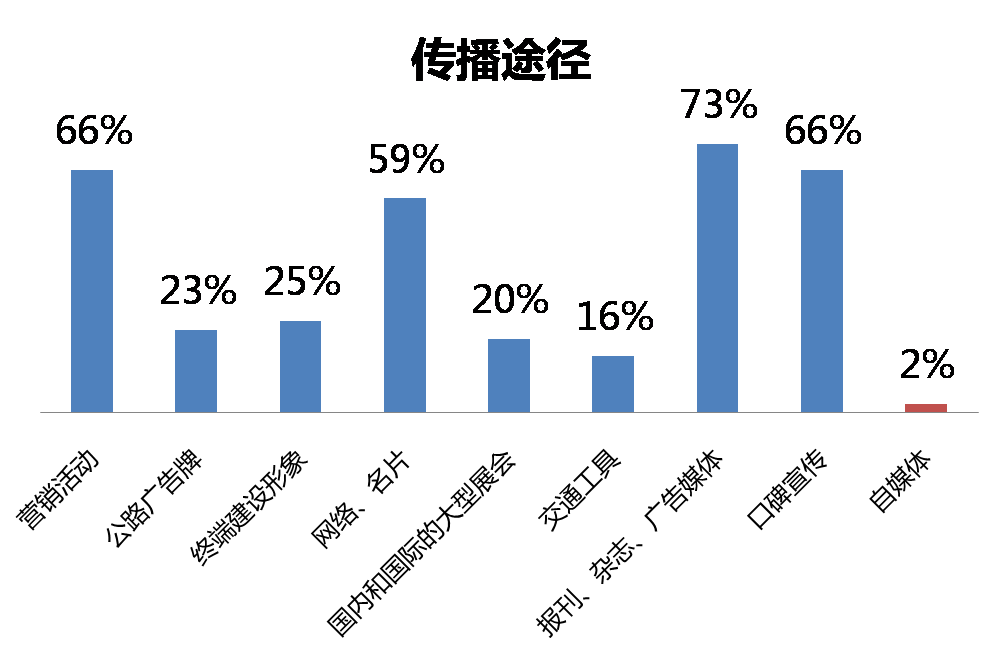 传播途径
66%
23%
25%
59%
20%
16%
73%
66%
2%
营销活动
公路广告牌
终端建设形象
网络、名片
国内和国际的大型展会
交通工具
报刊、杂志、广告媒体
口碑宣传
自媒体